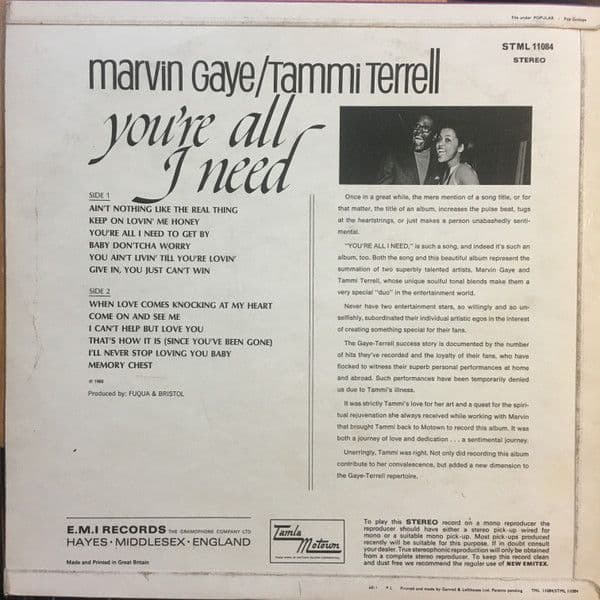 File under POPULAR : Pop Groups
STML 11084
STEREO
marvin Gaye/Tammi Terrell
you're all
I need
SIDE 1
AIN'T NOTHING LIKE THE REAL THING
KEEP ON LOVIN' ME HONEY
YOU'RE ALL I NEED TO GET BY
BABY DON'TCHA WORRY
YOU AIN'T LIVIN' TILL YOU'RE LOVIN'
GIVE IN, YOU JUST CAN'T WIN
SIDE 2
WHEN LOVE COMES KNOCKING AT MY HEART
COME ON AND SEE ME
I CAN'T HELP BUT LOVE YOU
THAT'S HOW IT IS (SINCE YOU'VE BEEN GONE)
I'LL NEVER STOP LOVING YOU BABY
MEMORY CHEST
℗ 1968
Produced by: FUQUA & BRISTOL
Once in a great while, the mere mention of a song title, or for
that matter, the title of an album, increases the pulse beat, tugs
at the heartstrings, or just makes a person unabashedly senti-
mental.
"YOU'RE ALL I NEED," is such a song, and indeed it's such an
album, too. Both the song and this beautiful album represent the
summation of two superbly talented artists, Marvin Gaye and
Tammi Terrell, whose unique soulful tonal blends make them a
very special "duo" in the entertainment world.
Never have two entertainment stars, so willingly and so un-
selfishly, subordinated their individual artistic egos in the interest
of creating something special for their fans.
The Gaye-Terrell success story is documented by the number
of hits they've recorded and the loyalty of their fans, who have
flocked to witness their superb personal performances at home
and abroad. Such performances have been temporarily denied
us due to Tammi's illness.
It was strictly Tammi's love for her art and a quest for the spiri-
tual rejuvenation she always received while working with Marvin
that brought Tammi back to Motown to record this album. It was
both a journey of love and dedication . . . a sentimental journey.
Unerringly, Tammi was right. Not only did recording this album
contribute to her convalescence, but added a new dimension to
the Gaye-Terrell repertoire.
E.M.I RECORDS THE GRAMOPHONE COMPANY LTD
HAYES · MIDDLESEX · ENGLAND
Made and Printed in Great Britain
Tamla
Motown
To play this STEREO record on a mono reproducer the
reproducer should have either a stereo pick-up wired for
mono or a suitable mono pick-up. Most pick-ups produced
recently will be suitable for this purpose. If in doubt consult
your dealer. True stereophonic reproduction will only be obtained
from a complete stereo reproducer. To keep this record clean
and dust free we recommend the regular use of NEW EMITEX.
Printed and made by Garrod & Lofthouse Ltd. Patents pending
TML 11084/STML 11084